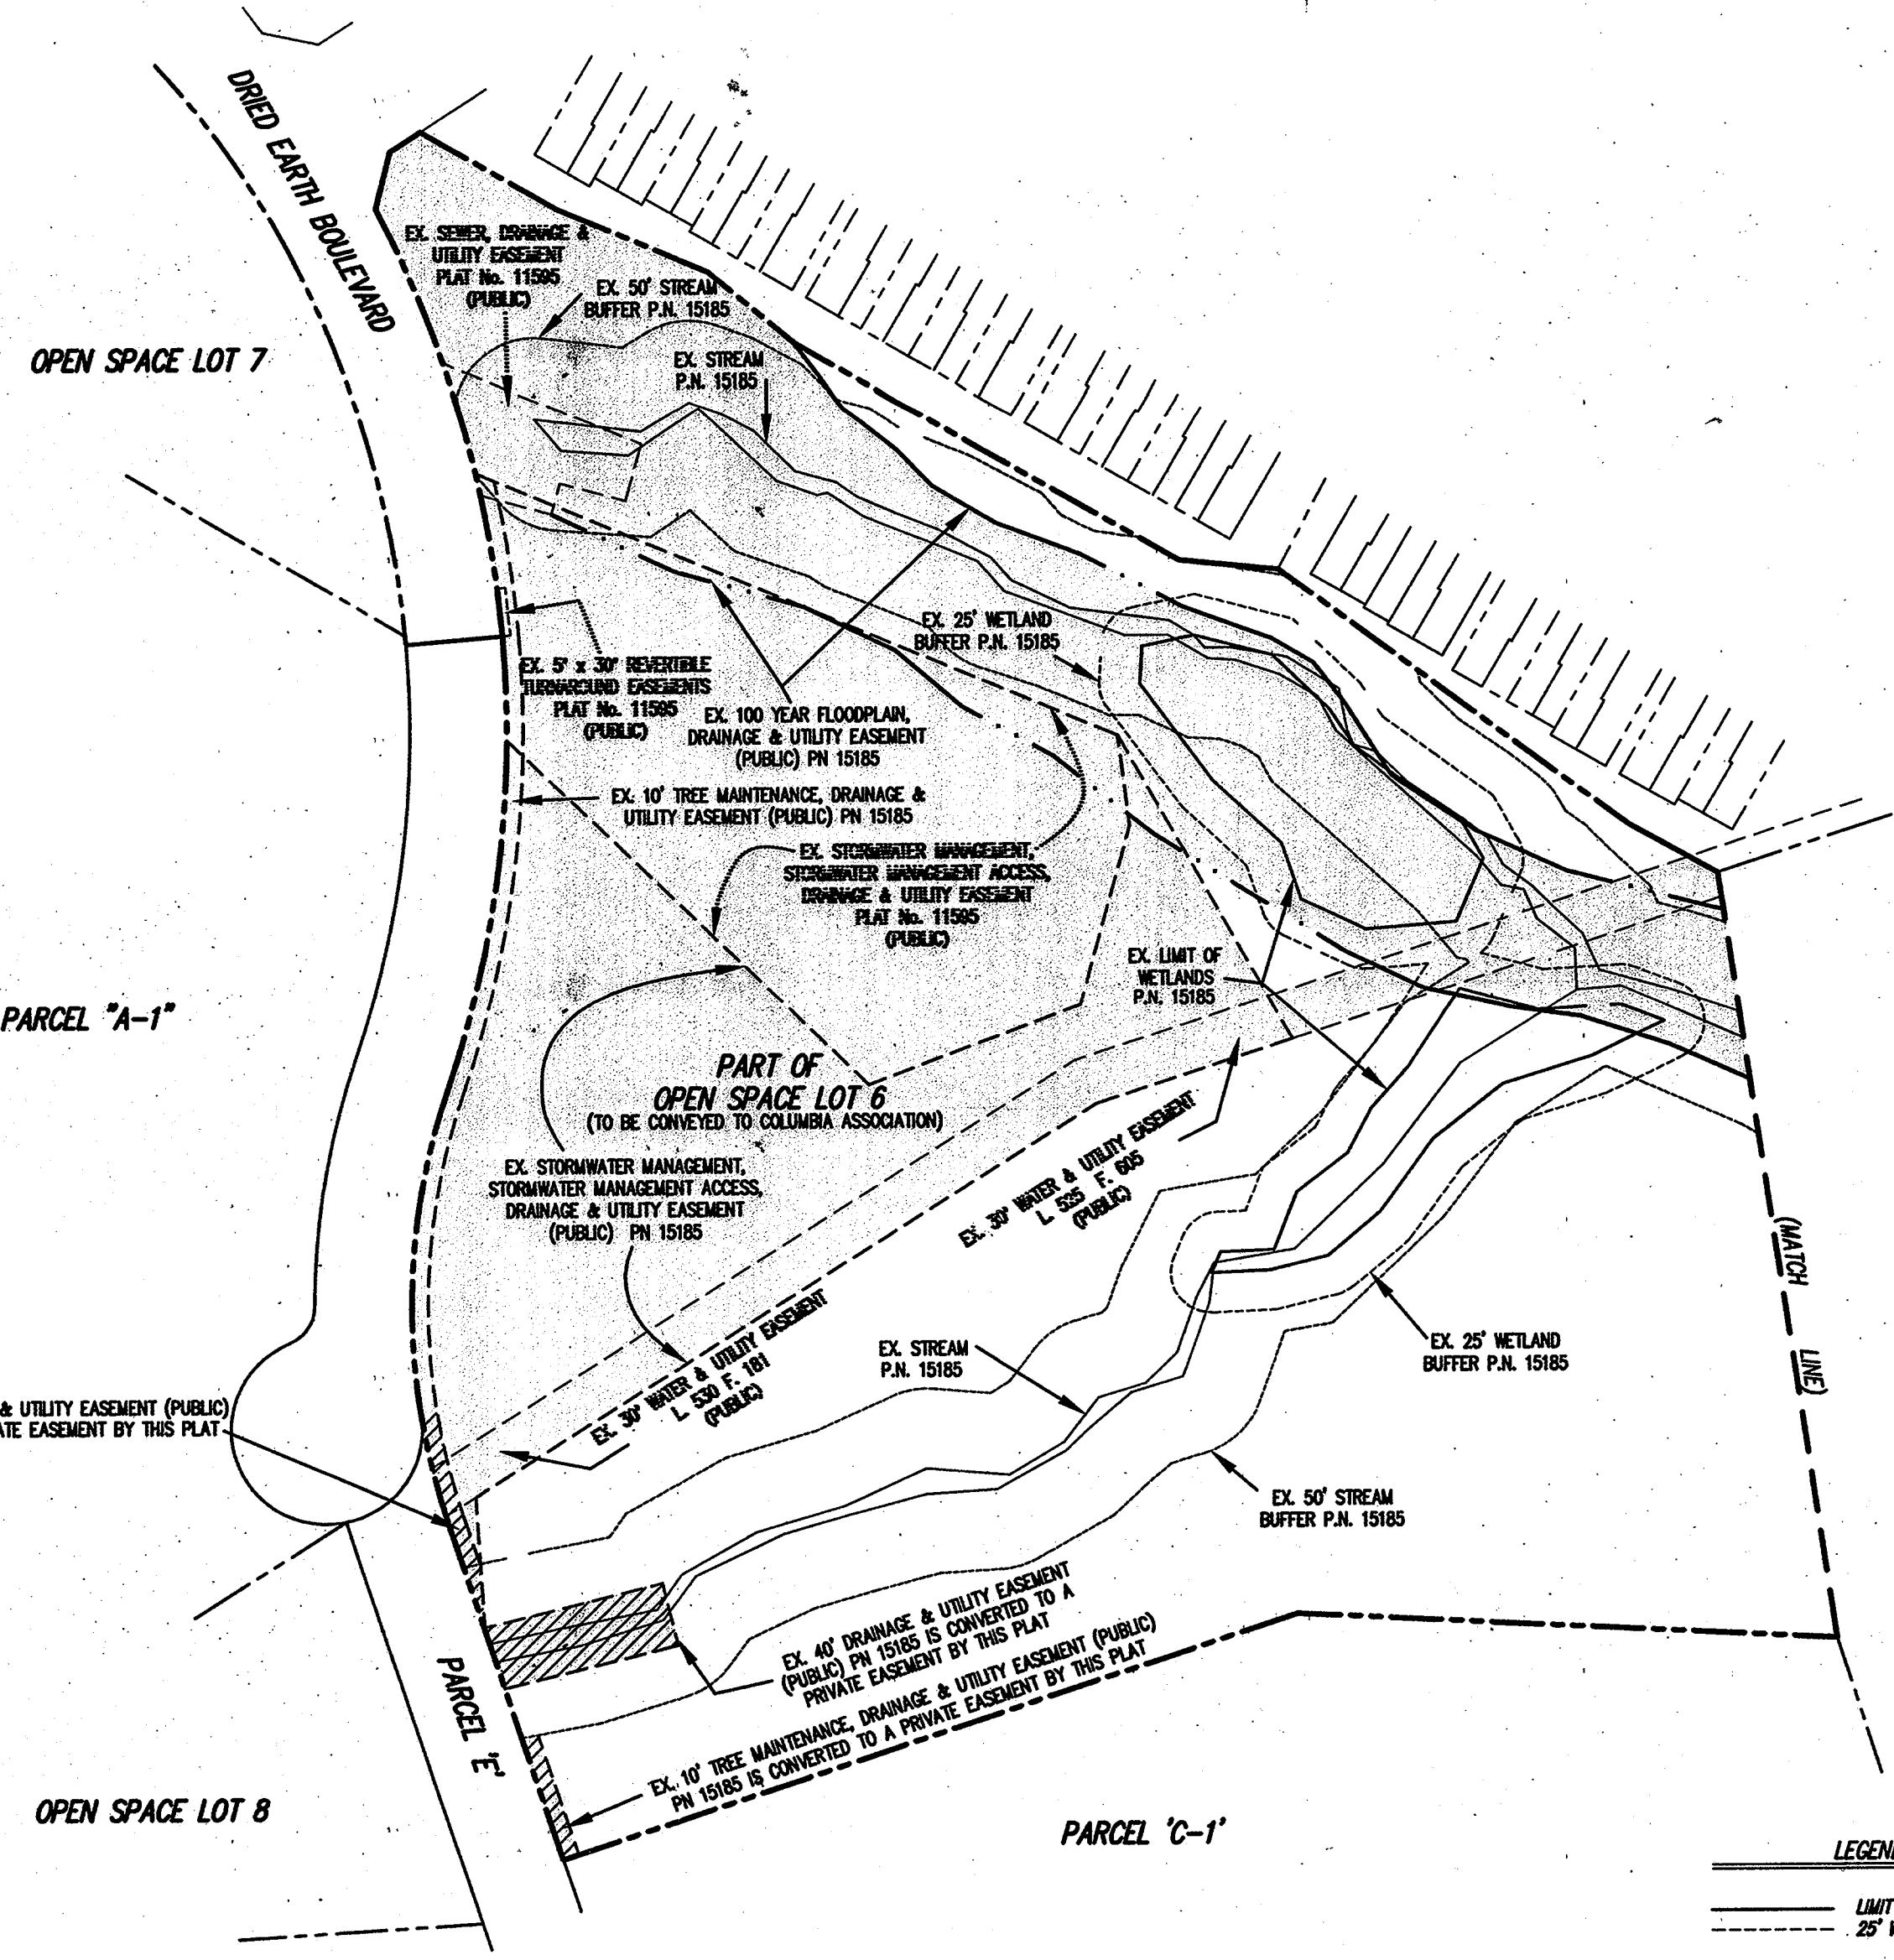 DRIED EARTH BOULEVARD
EX. SEWER, DRAINAGE &
UTILITY EASEMENT
PLAT No. 11595
(PUBLIC)
EX. 50' STREAM
BUFFER P.N. 15185
OPEN SPACE LOT 7
EX. STREAM
P.N. 15185
EX. 25' WETLAND
BUFFER P.N. 15185
EX. 5' x 30' REVERTIBLE
TURNAROUND EASEMENTS
PLAT No. 11595
(PUBLIC)
EX. 100 YEAR FLOODPLAIN,
DRAINAGE & UTILITY EASEMENT
(PUBLIC) PN 15185
EX. 10' TREE MAINTENANCE, DRAINAGE &
UTILITY EASEMENT (PUBLIC) PN 15185
EX. STORMWATER MANAGEMENT,
STORMWATER MANAGEMENT ACCESS,
DRAINAGE & UTILITY EASEMENT
PLAT No. 11595
(PUBLIC)
EX. LIMIT OF
WETLANDS
P.N. 15185
PARCEL "A-1"
PART OF
OPEN SPACE LOT 6
(TO BE CONVEYED TO COLUMBIA ASSOCIATION)
EX. STORMWATER MANAGEMENT,
STORMWATER MANAGEMENT ACCESS,
DRAINAGE & UTILITY EASEMENT
(PUBLIC) PN 15185
EX. 30' WATER & UTILITY EASEMENT
L. 535 F. 605
(PUBLIC)
EX. 30' WATER & UTILITY EASEMENT
L. 530 F. 181
(PUBLIC)
(MATCH LINE)
EX. STREAM
P.N. 15185
EX. 25' WETLAND
BUFFER P.N. 15185
& UTILITY EASEMENT (PUBLIC)
ATE EASEMENT BY THIS PLAT
EX. 50' STREAM
BUFFER P.N. 15185
EX. 40' DRAINAGE & UTILITY EASEMENT
(PUBLIC) PN 15185 IS CONVERTED TO A
PRIVATE EASEMENT BY THIS PLAT
EX. 10' TREE MAINTENANCE, DRAINAGE & UTILITY EASEMENT (PUBLIC)
PN 15185 IS CONVERTED TO A PRIVATE EASEMENT BY THIS PLAT
PARCEL 'E'
OPEN SPACE LOT 8
PARCEL 'C-1'
LEGEN
LIMIT
25' W